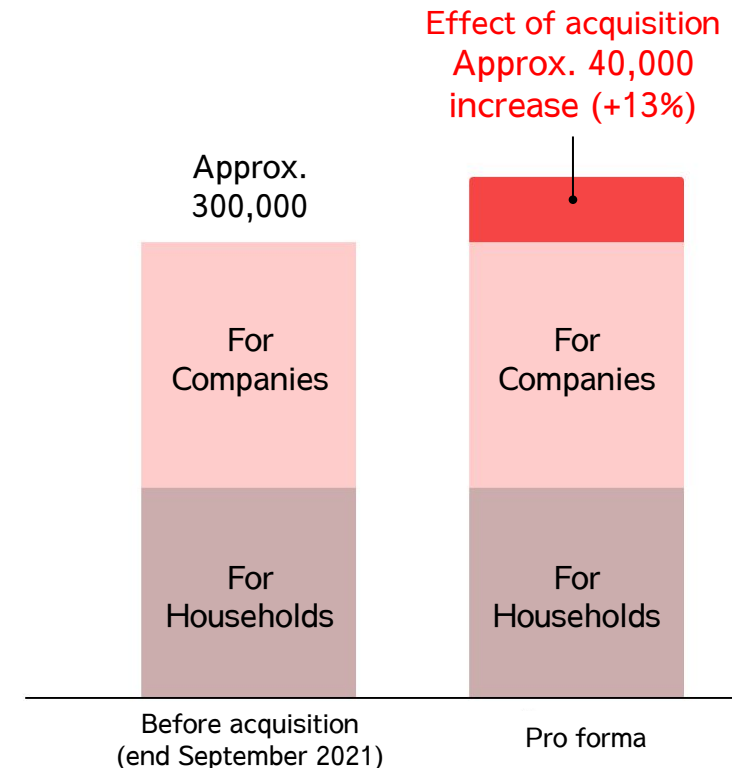 Effect of acquisition
Approx. 40,000
increase (+13%)
Approx.
300,000
For
Companies
For
Companies
For
Households
For
Households
Before acquisition
(end September 2021)
Pro forma